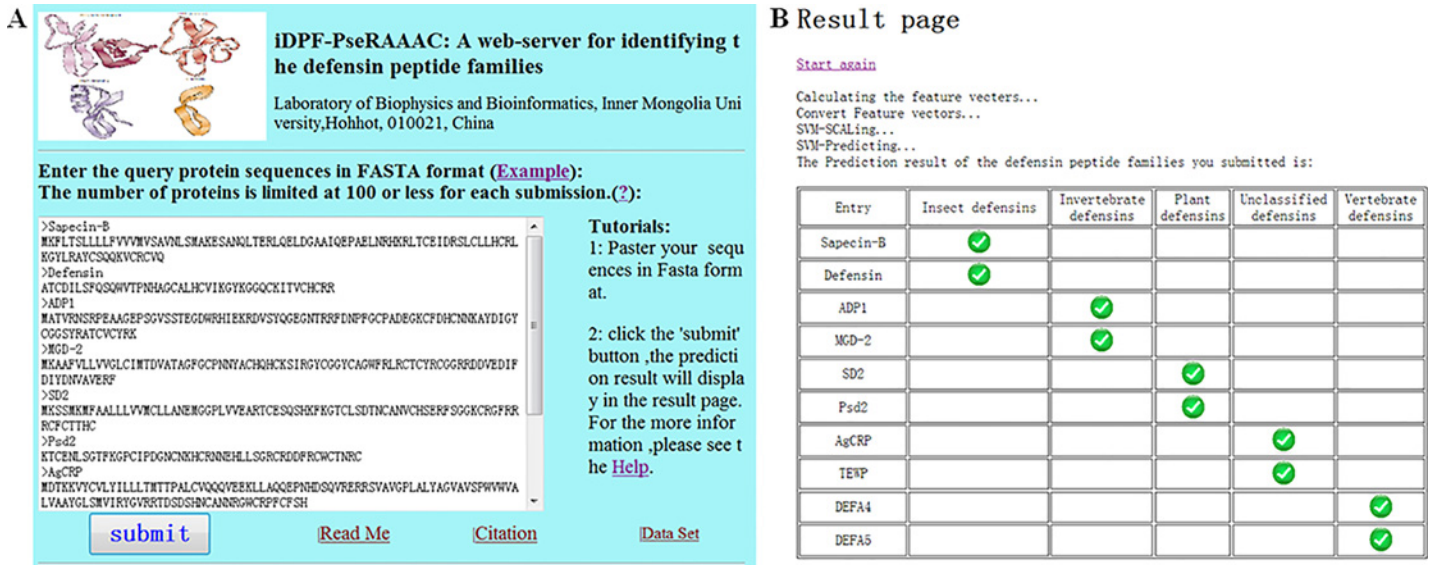 A
iDPF-PseRAAAC: A web-server for identifying t
he defensin peptide families
Laboratory of Biophysics and Bioinformatics, Inner Mongolia Uni
versity,Hohhot, 010021, China
Enter the query protein sequences in FASTA format (Example):
The number of proteins is limited at 100 or less for each submission.(?):
>Sapecin-B
MKFLTSLLLLFVVVMVSAVNLSMAKESANQLTERLQELDGAAIQEPAELNRHKRLTCEIDRSLCLLHCRL
KGYLRAYCSQQKVCRCVQ
>Defensin
ATCDILSFQSQWVTPNHAGCALHCVIKGYKGGQCKITVCHCRR
>ADP1
MATVRNSRPEAAGEPSGVSSTEGDWRHIEKRDVSYQGEGNTRRFDNPFGCPADEGKCFDHCNNKAYDIGY
CGGSYRATCVCYRK
>MGD-2
MKAAFVLLVVGLCIMTDVATAGFGCPNNYACHQHCKSIRGYCGGYCAGWFRLRCTCYRCGGRRDDVEDIF
DIYDNVAVERF
>SD2
MKSSMKMFAALLLVVMCLLANEMGGPLVVEARTCESQSHKFKGTCLSDTNCANVCHSERFSGGKCRGFRR
RCFCTTHC
>Psd2
KTCENLSGTFKGPCIPDGNCNKHCRNNEHLLSGRCRDDFRCWCTNRC
>AgCRP
MDTKKVYCVLYILLLTMTTPALCVQQQVEEKLLAQQEPNHDSQVRERRSVAVGPLALYAGVAVSPWVWVA
LVAAYGLSMVIRYGVRRTDSDSHNCANNRGWCRPFCFSH
Tutorials:
1: Paster your sequ
ences in Fasta form
at.
2: click the 'submit'
button ,the predicti
on result will displa
y in the result page.
For the more infor
mation ,please see t
he Help.
submit
Read Me
Citation
Data Set
B Result page
Start again
Calculating the feature vecters...
Convert Feature vectors...
SVM-SCALing...
SVM-Predicting...
The Prediction result of the defensin peptide families you submitted is:
Entry Insect defensins Invertebrate defensins Plant defensins Unclassified defensins Vertebrate defensins
Sapecin-B
Defensin
ADP1
MGD-2
SD2
Psd2
AgCRP
TEWP
DEFA4
DEFA5